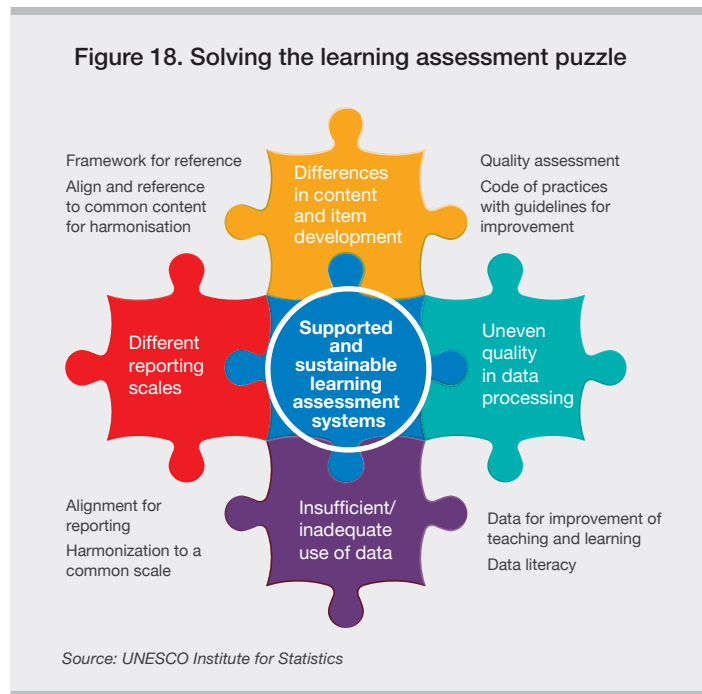 Figure 18. Solving the learning assessment puzzle
Framework for reference
Align and reference
to common content
for harmonisation
Differences
in content
and item
development
Quality assessment
Code of practices
with guidelines for
improvement
Different
reporting
scales
Supported
and
sustainable
learning
assessment
systems
Uneven
quality
in data
processing
Alignment for
reporting
Harmonization to a
common scale
Insufficient/
inadequate
use of data
Data for improvement of
teaching and learning
Data literacy
Source: UNESCO Institute for Statistics